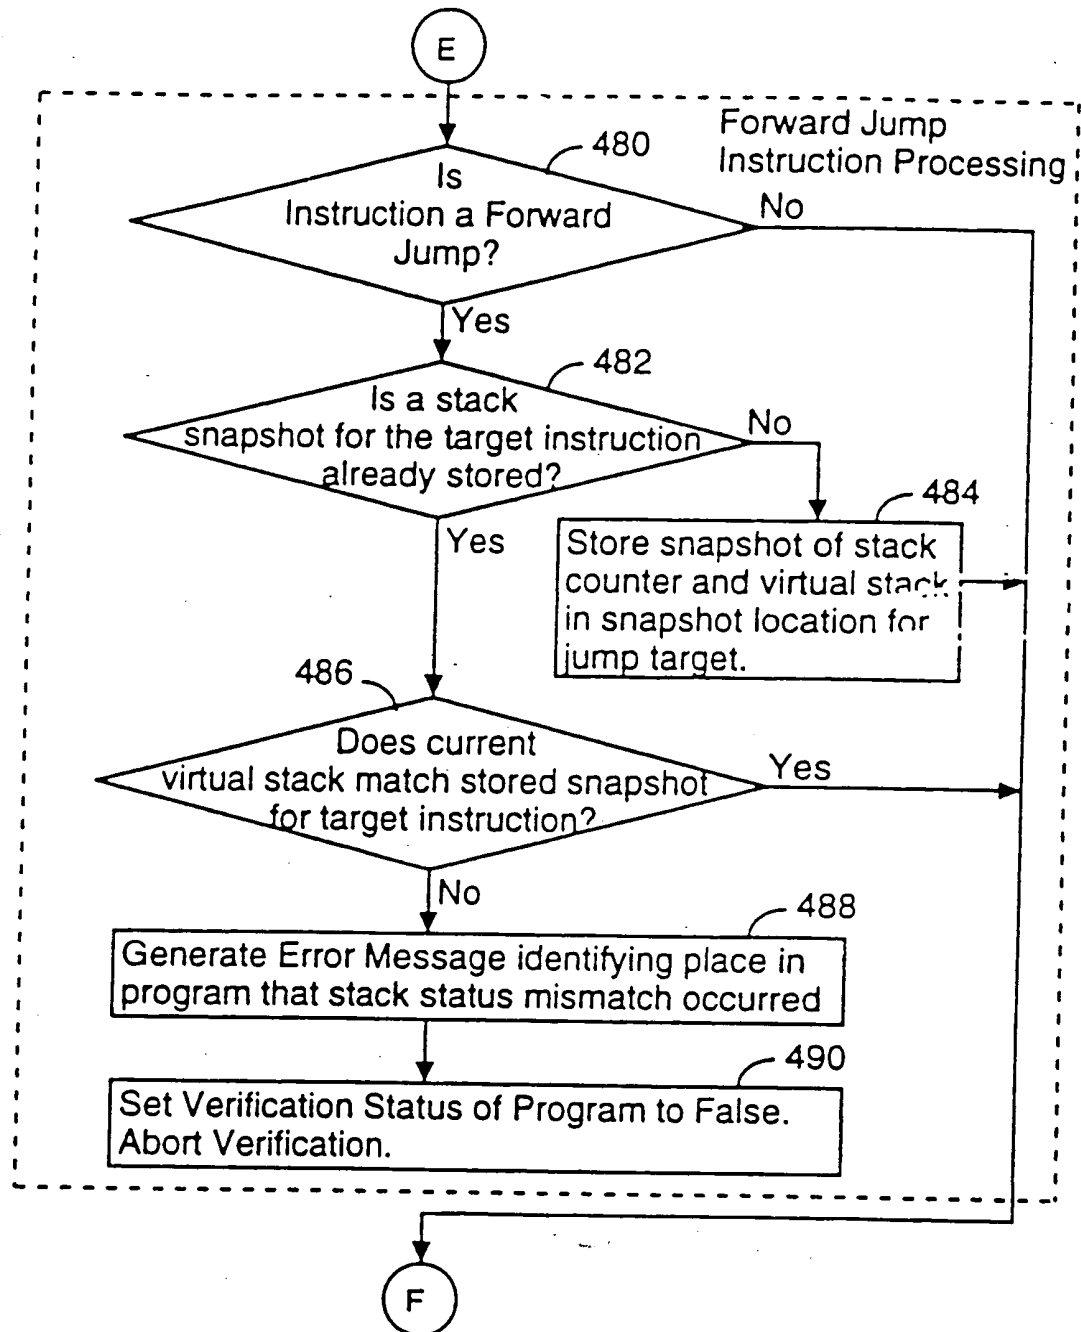 E
Forward Jump
Instruction Processing
480
Is
Instruction a Forward
Jump?
No
Yes
482
Is a stack
snapshot for the target instruction
already stored?
No
Yes
484
Store snapshot of stack
counter and virtual stack
in snapshot location for
jump target.
486
Does current
virtual stack match stored snapshot
for target instruction?
Yes
No
488
Generate Error Message identifying place in
program that stack status mismatch occurred
490
Set Verification Status of Program to False.
Abort Verification.
F